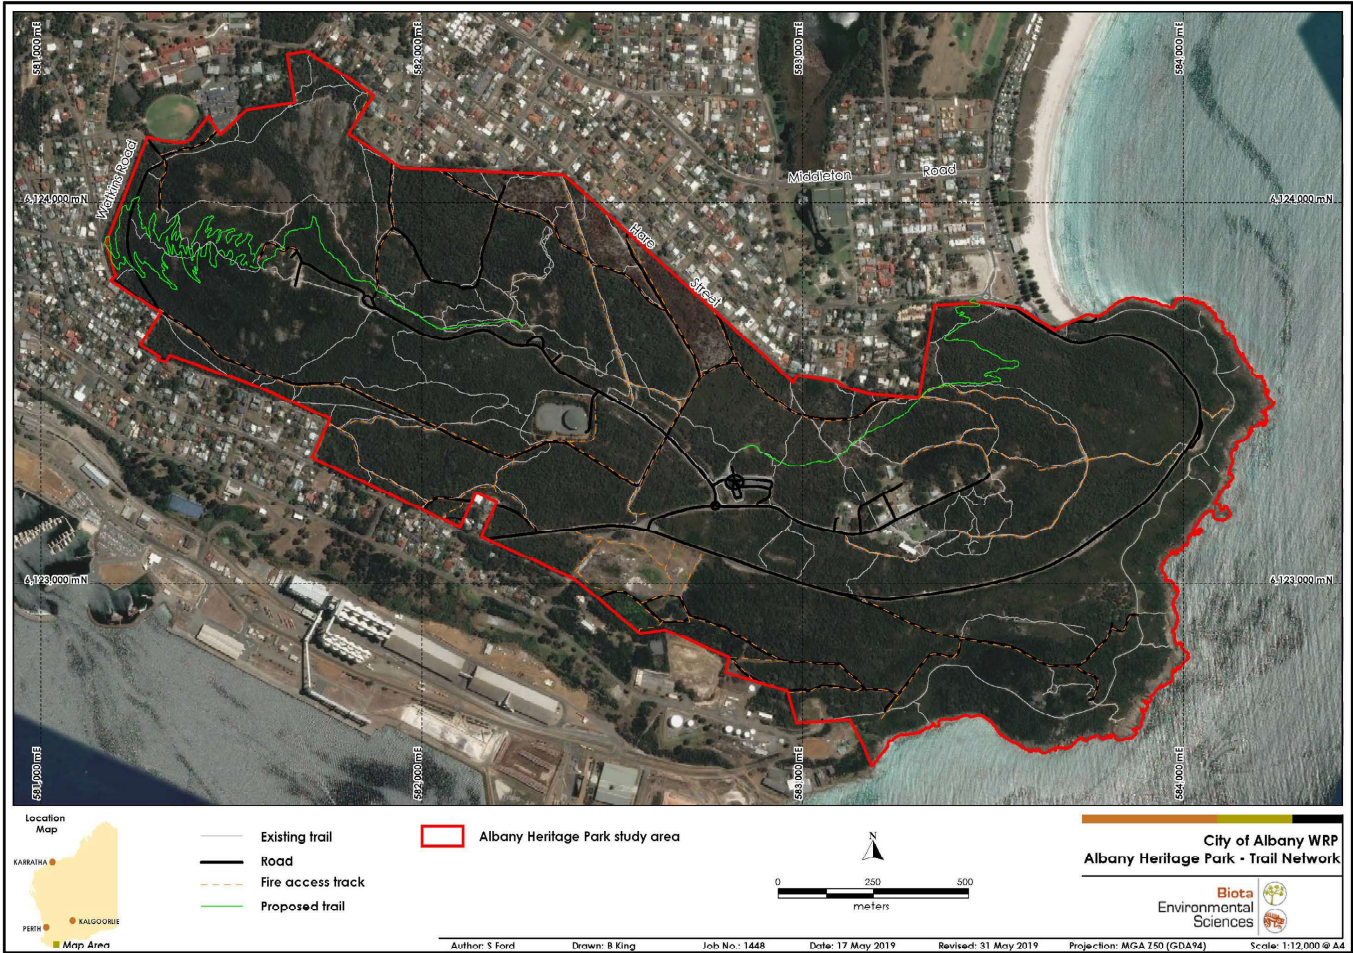 581,000 mE
582,000 mE
583,000 mE
584,000 mE
Watkins Road
Middleton Road
6,124,000 mN
6,124,000 mN
Hare Street
6,123,000 mN
6,123,000 mN
581,000 mE
582,000 mE
583,000 mE
584,000 mE
Location
Map
KARRATHA
KALGOORLIE
PERTH
Map Area
Existing trail
Road
Fire access track
Proposed trail
Albany Heritage Park study area
N
0 250 500
meters
City of Albany WRP
Albany Heritage Park - Trail Network
Biota
Environmental
Sciences
Author: S Ford Drawn: B King Job No.: 1448 Date: 17 May 2019 Revised: 31 May 2019 Projection: MGA Z50 (GDA94) Scale: 1:12,000 @ A4